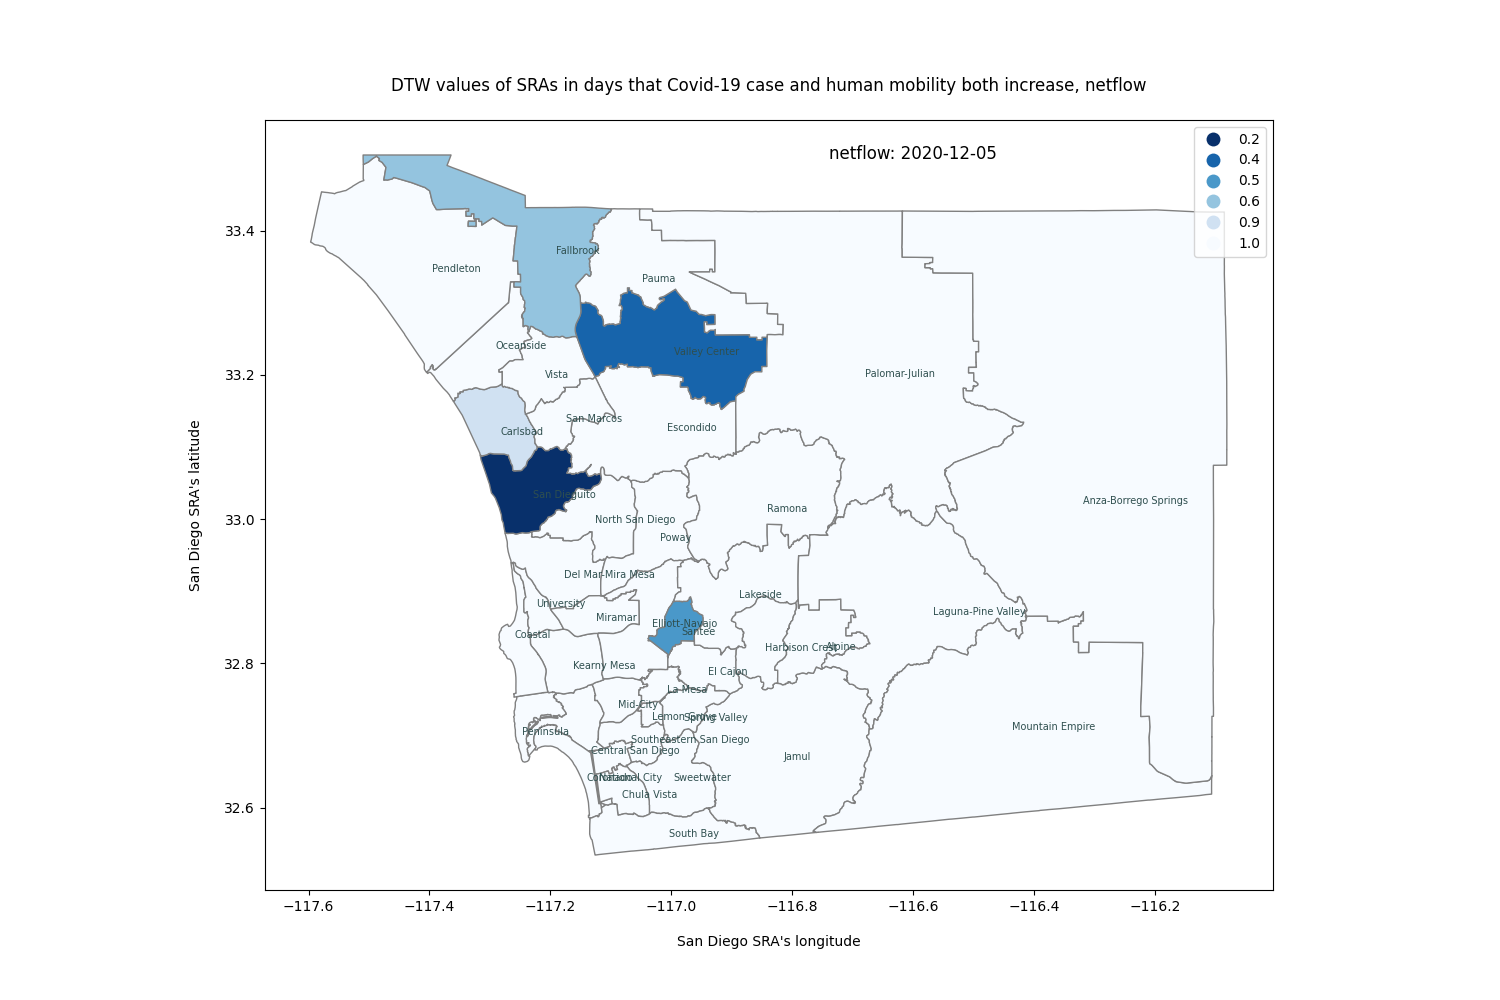 DTW values of SRAs in days that Covid-19 case and human mobility both increase, netflow
netflow: 2020-12-05
0.2
0.4
0.5
0.6
0.9
1.0
33.4
33.2
33.0
32.8
32.6
San Diego SRA's latitude
Fallbrook
Pendleton
Pauma
Oceanside
Valley Center
Vista
Palomar-Julian
San Marcos
Escondido
Carlsbad
San Dieguito
Anza-Borrego Springs
Ramona
North San Diego
Poway
Del Mar-Mira Mesa
Lakeside
University
Laguna-Pine Valley
Miramar
Elliott-Navajo
Santee
Coastal
Harbison Crest
Alpine
Kearny Mesa
El Cajon
La Mesa
Mid-City
Lemon Grove
Spring Valley
Mountain Empire
Peninsula
Southeastern San Diego
Central San Diego
Jamul
Coronado
National City
Sweetwater
Chula Vista
South Bay
−117.6 −117.4 −117.2 −117.0 −116.8 −116.6 −116.4 −116.2
San Diego SRA's longitude